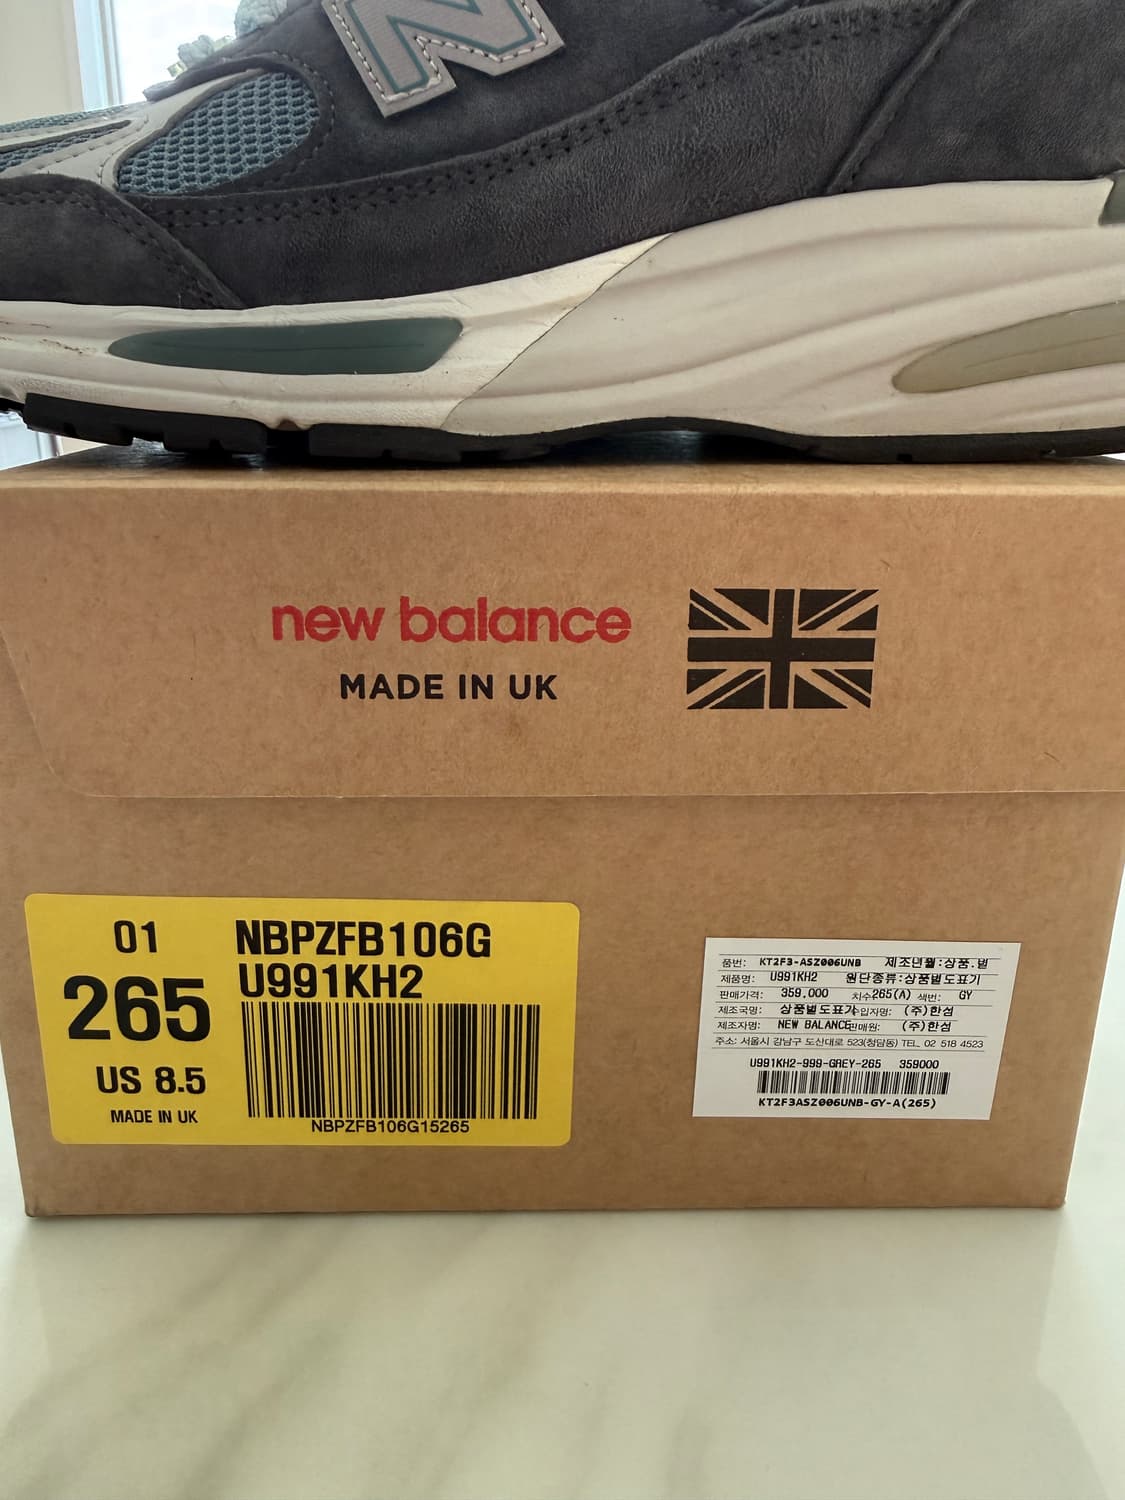 N
new balance
MADE IN UK
01
265
US 8.5
MADE IN UK
NBPZFB106G
U991KH2
NBPZFB106G15265
품번: KT2F3-ASZ006UNB 제조년월:상품.별
제품명: U991KH2 원단종류:상품별도표기
판매가격: 359,000 치수:265(A) 색번: GY
제조국명: 상품별도표기 수입자명: (주)한섬
제조자명: NEW BALANCE 판매원: (주)한섬
주소: 서울시 강남구 도산대로 523(청담동) TEL. 02 518 4523
U991KH2-999-GREY-265 359000
KT2F3ASZ006UNB-GY-A(265)